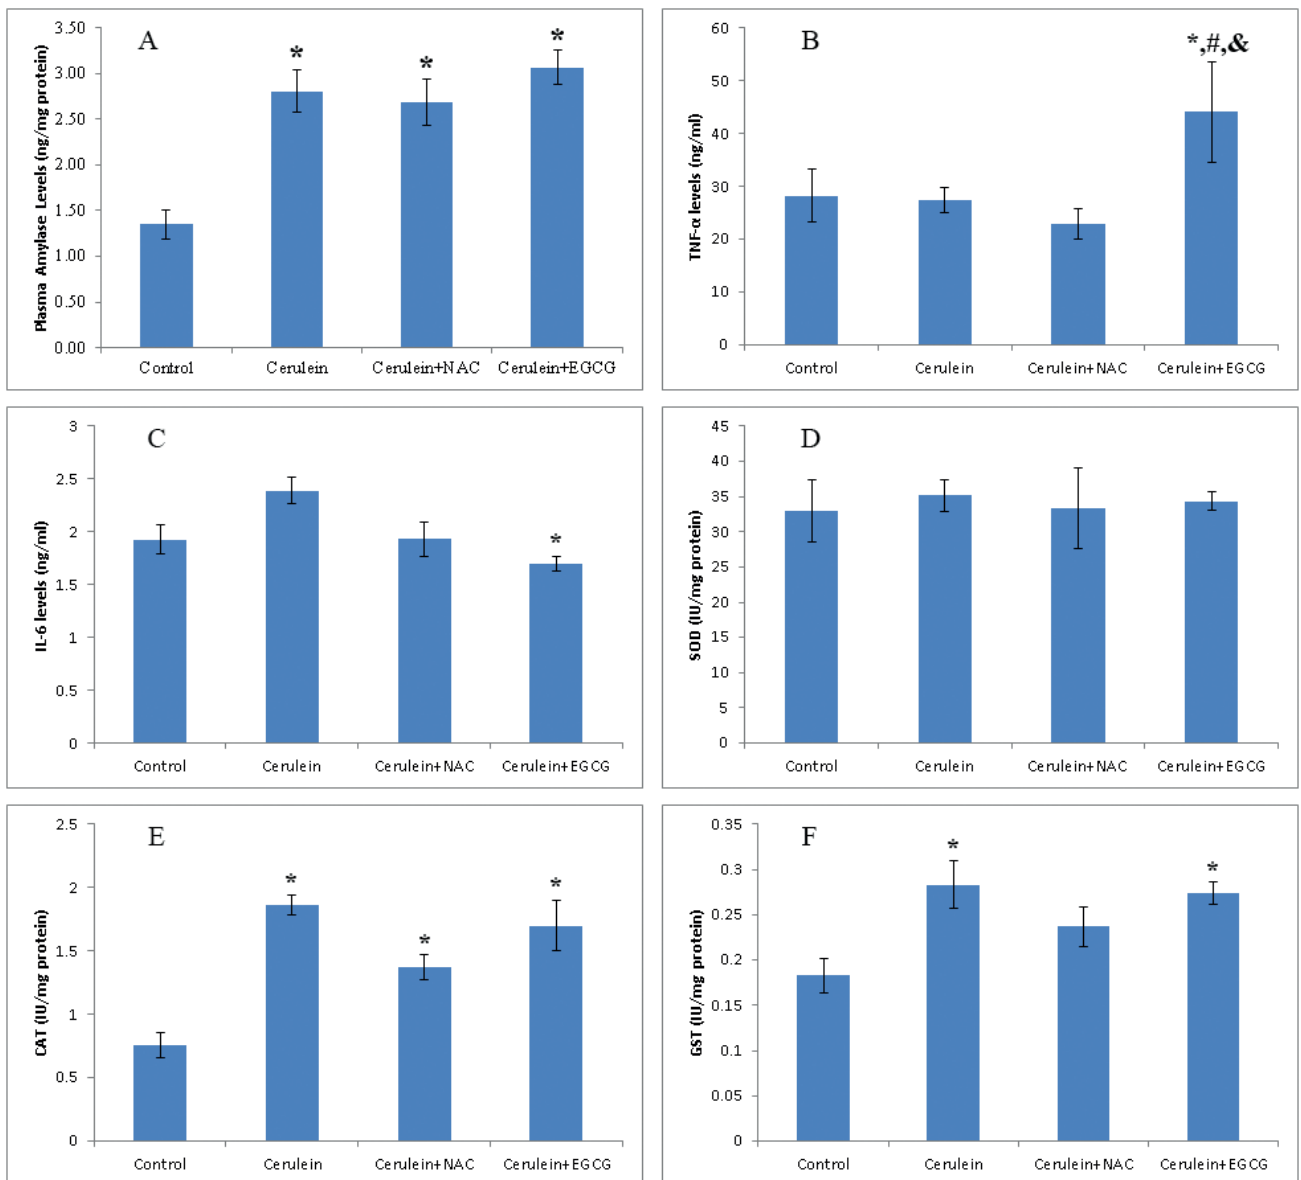 A
Plasma Amylase Levels (ng/mg protein)
3.50
3.00
2.50
2.00
1.50
1.00
0.50
0.00
*
*
*
Control
Cerulein
Cerulein+NAC
Cerulein+EGCG
B
TNF-α levels (ng/ml)
60
50
40
30
20
10
0
*,#,&
Control
Cerulein
Cerulein+NAC
Cerulein+EGCG
C
IL-6 levels (ng/ml)
3
2.5
2
1.5
1
0.5
0
*
Control
Cerulein
Cerulein+NAC
Cerulein+EGCG
D
SOD (IU/mg protein)
45
40
35
30
25
20
15
10
5
0
Control
Cerulein
Cerulein+NAC
Cerulein+EGCG
E
CAT (IU/mg protein)
2.5
2
1.5
1
0.5
0
*
*
*
Control
Cerulein
Cerulein+NAC
Cerulein+EGCG
F
GST (IU/mg protein)
0.35
0.3
0.25
0.2
0.15
0.1
0.05
0
*
*
Control
Cerulein
Cerulein+NAC
Cerulein+EGCG